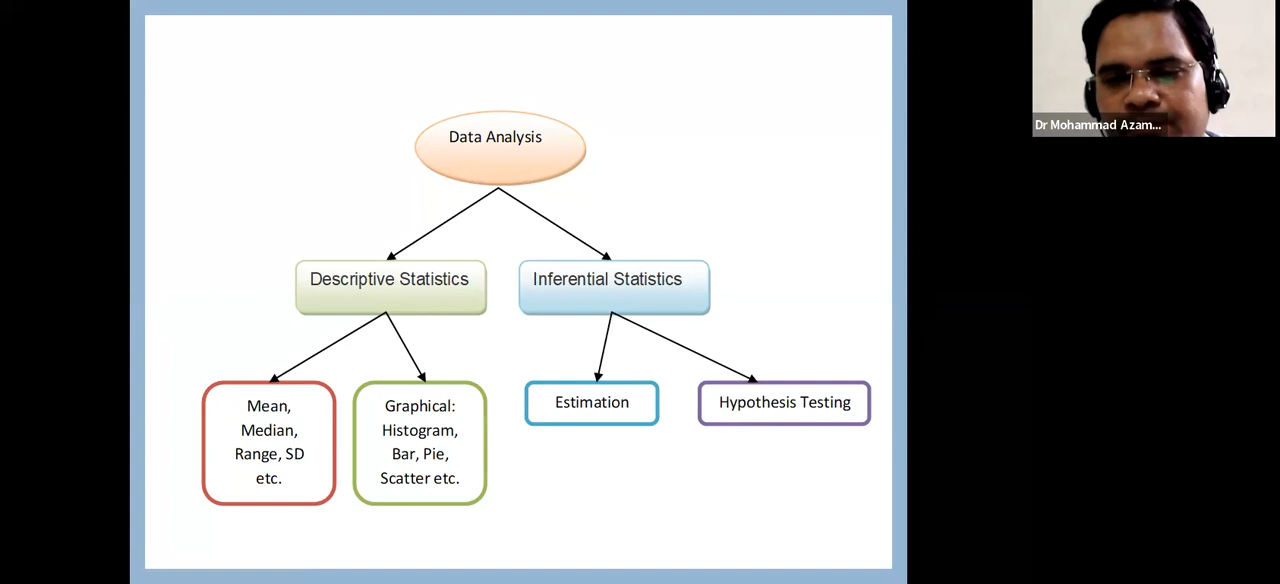 Data Analysis
Descriptive Statistics
Inferential Statistics
Mean,
Median,
Range, SD
etc.
Graphical:
Histogram,
Bar, Pie,
Scatter etc.
Estimation
Hypothesis Testing
Dr Mohammad Azam...